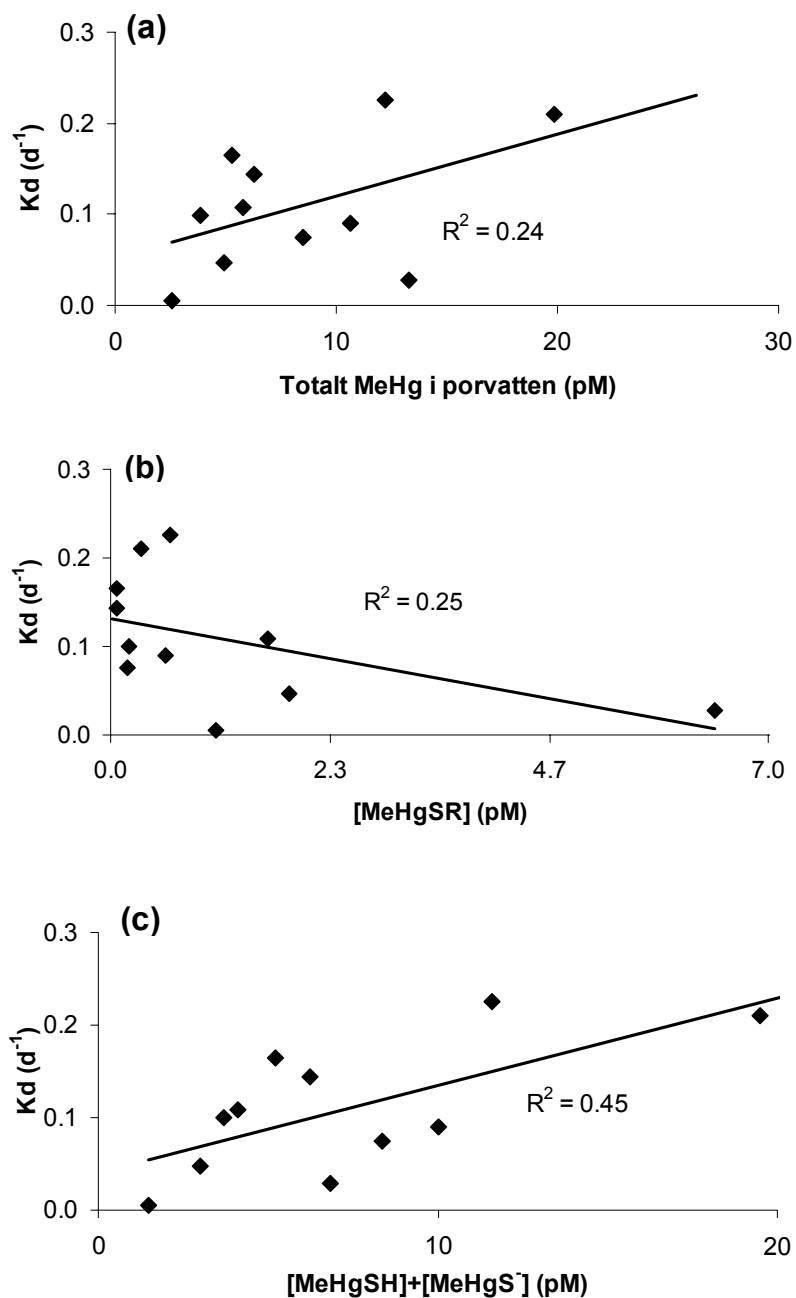 (a)
0.3
0.2
0.1
0.0
Kd (d⁻¹)
R² = 0.24
0 10 20 30
Totalt MeHg i porvatten (pM)
(b)
0.3
0.2
0.1
0.0
Kd (d⁻¹)
R² = 0.25
0.0 2.3 4.7 7.0
[MeHgSR] (pM)
(c)
0.3
0.2
0.1
0.0
Kd (d⁻¹)
R² = 0.45
0 10 20
[MeHgSH]+[MeHgS⁻] (pM)